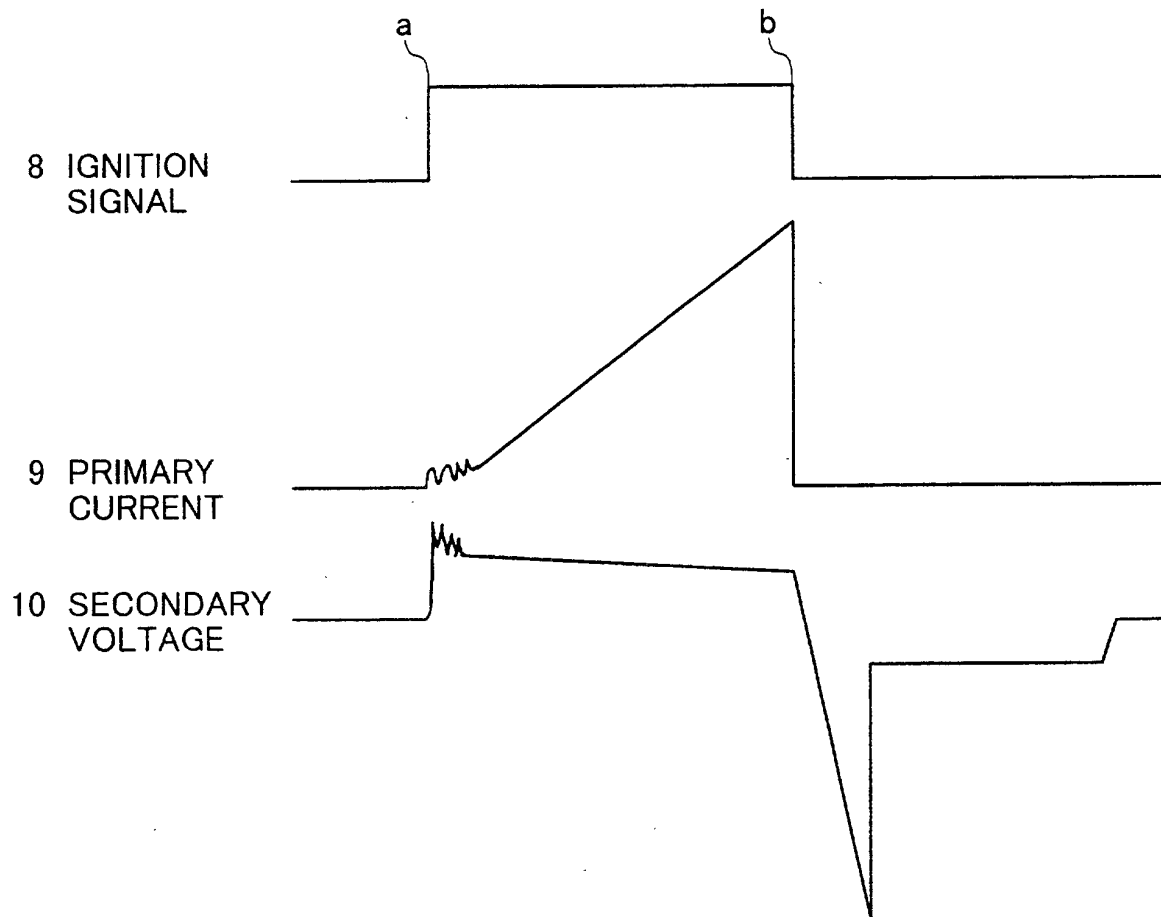 a
b
8 IGNITION
SIGNAL
9 PRIMARY
CURRENT
10 SECONDARY
VOLTAGE